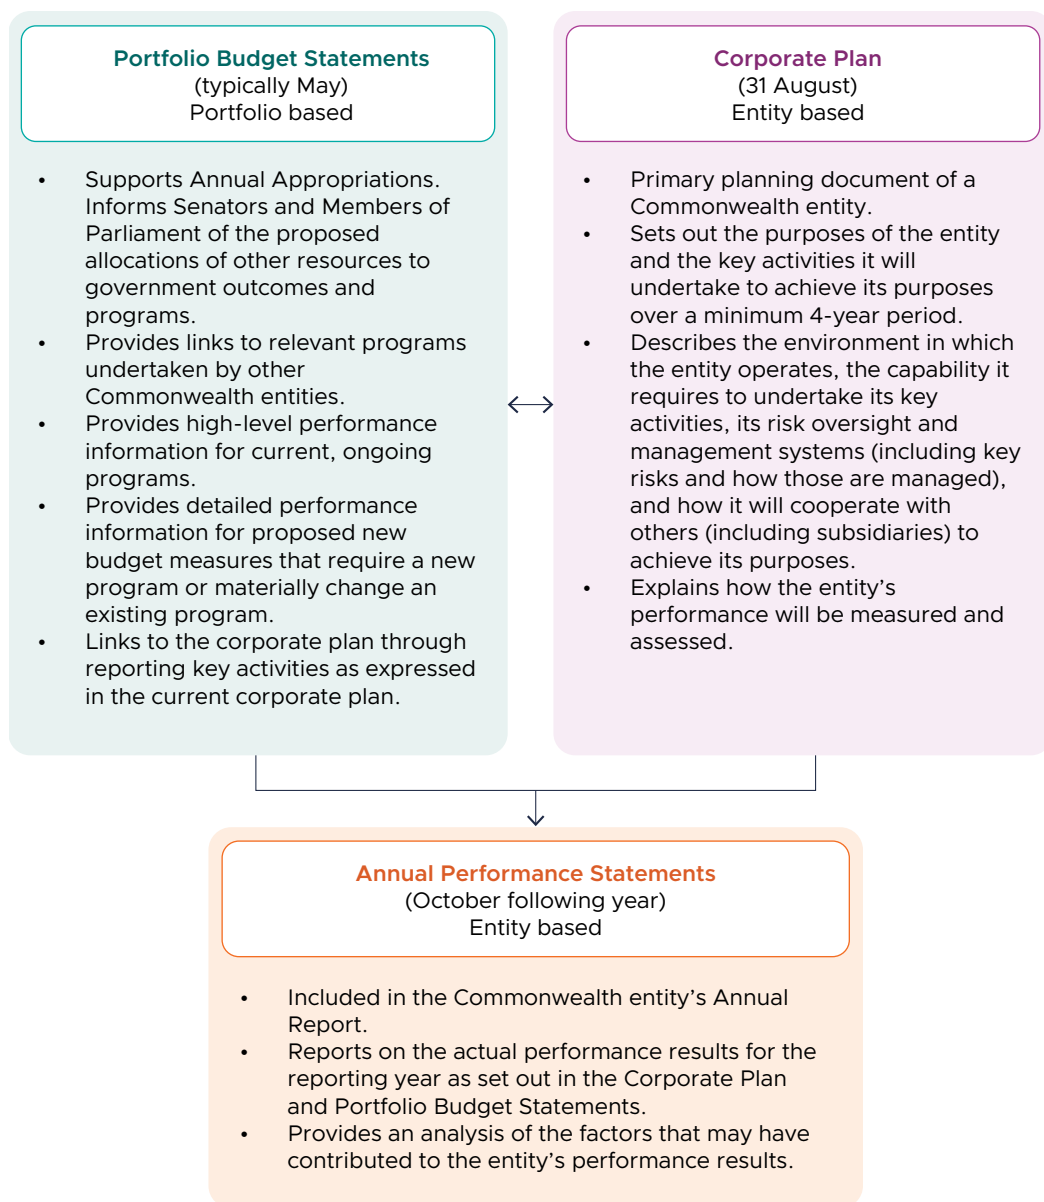 Portfolio Budget Statements
(typically May)
Portfolio based
• Supports Annual Appropriations.
Informs Senators and Members of
Parliament of the proposed
allocations of other resources to
government outcomes and
programs.
• Provides links to relevant programs
undertaken by other
Commonwealth entities.
• Provides high-level performance
information for current, ongoing
programs.
• Provides detailed performance
information for proposed new
budget measures that require a new
program or materially change an
existing program.
• Links to the corporate plan through
reporting key activities as expressed
in the current corporate plan.
Corporate Plan
(31 August)
Entity based
• Primary planning document of a
Commonwealth entity.
• Sets out the purposes of the entity
and the key activities it will
undertake to achieve its purposes
over a minimum 4-year period.
• Describes the environment in which
the entity operates, the capability it
requires to undertake its key
activities, its risk oversight and
management systems (including key
risks and how those are managed),
and how it will cooperate with
others (including subsidiaries) to
achieve its purposes.
• Explains how the entity’s
performance will be measured and
assessed.
Annual Performance Statements
(October following year)
Entity based
• Included in the Commonwealth entity’s Annual
Report.
• Reports on the actual performance results for the
reporting year as set out in the Corporate Plan
and Portfolio Budget Statements.
• Provides an analysis of the factors that may have
contributed to the entity’s performance results.